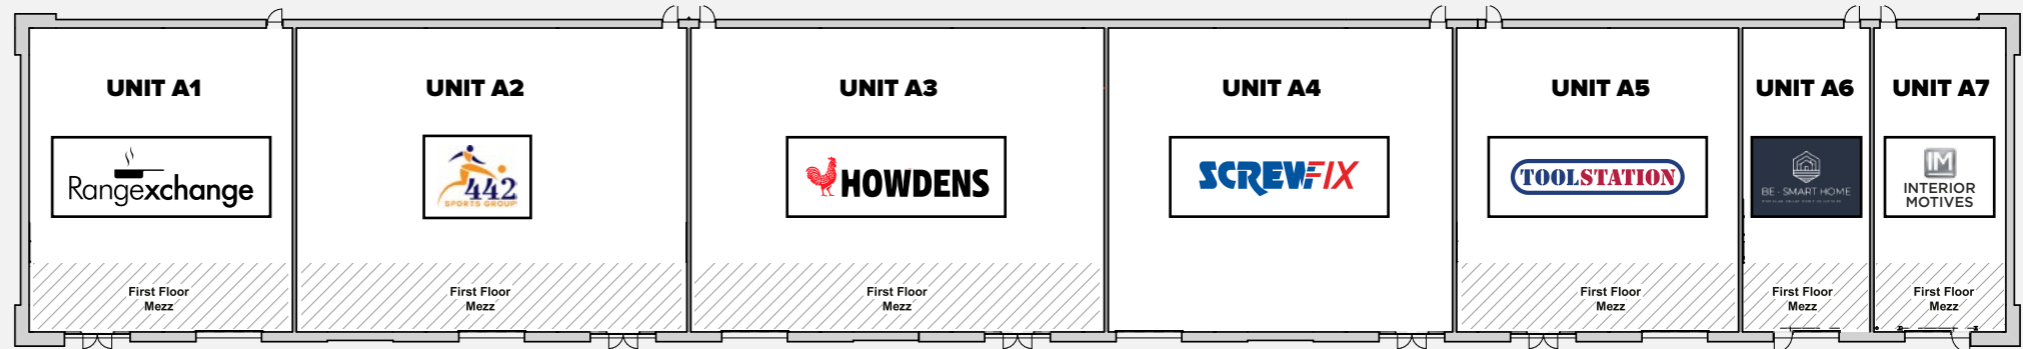 UNIT A1
UNIT A2
UNIT A3
UNIT A4
UNIT A5
UNIT A6
UNIT A7
Rangexchange
442
SPORTS GROUP
HOWDENS
SCREWFIX
TOOLSTATION
BE - SMART HOME
IM
INTERIOR
MOTIVES
First Floor
Mezz
First Floor
Mezz
First Floor
Mezz
First Floor
Mezz
First Floor
Mezz
First Floor
Mezz